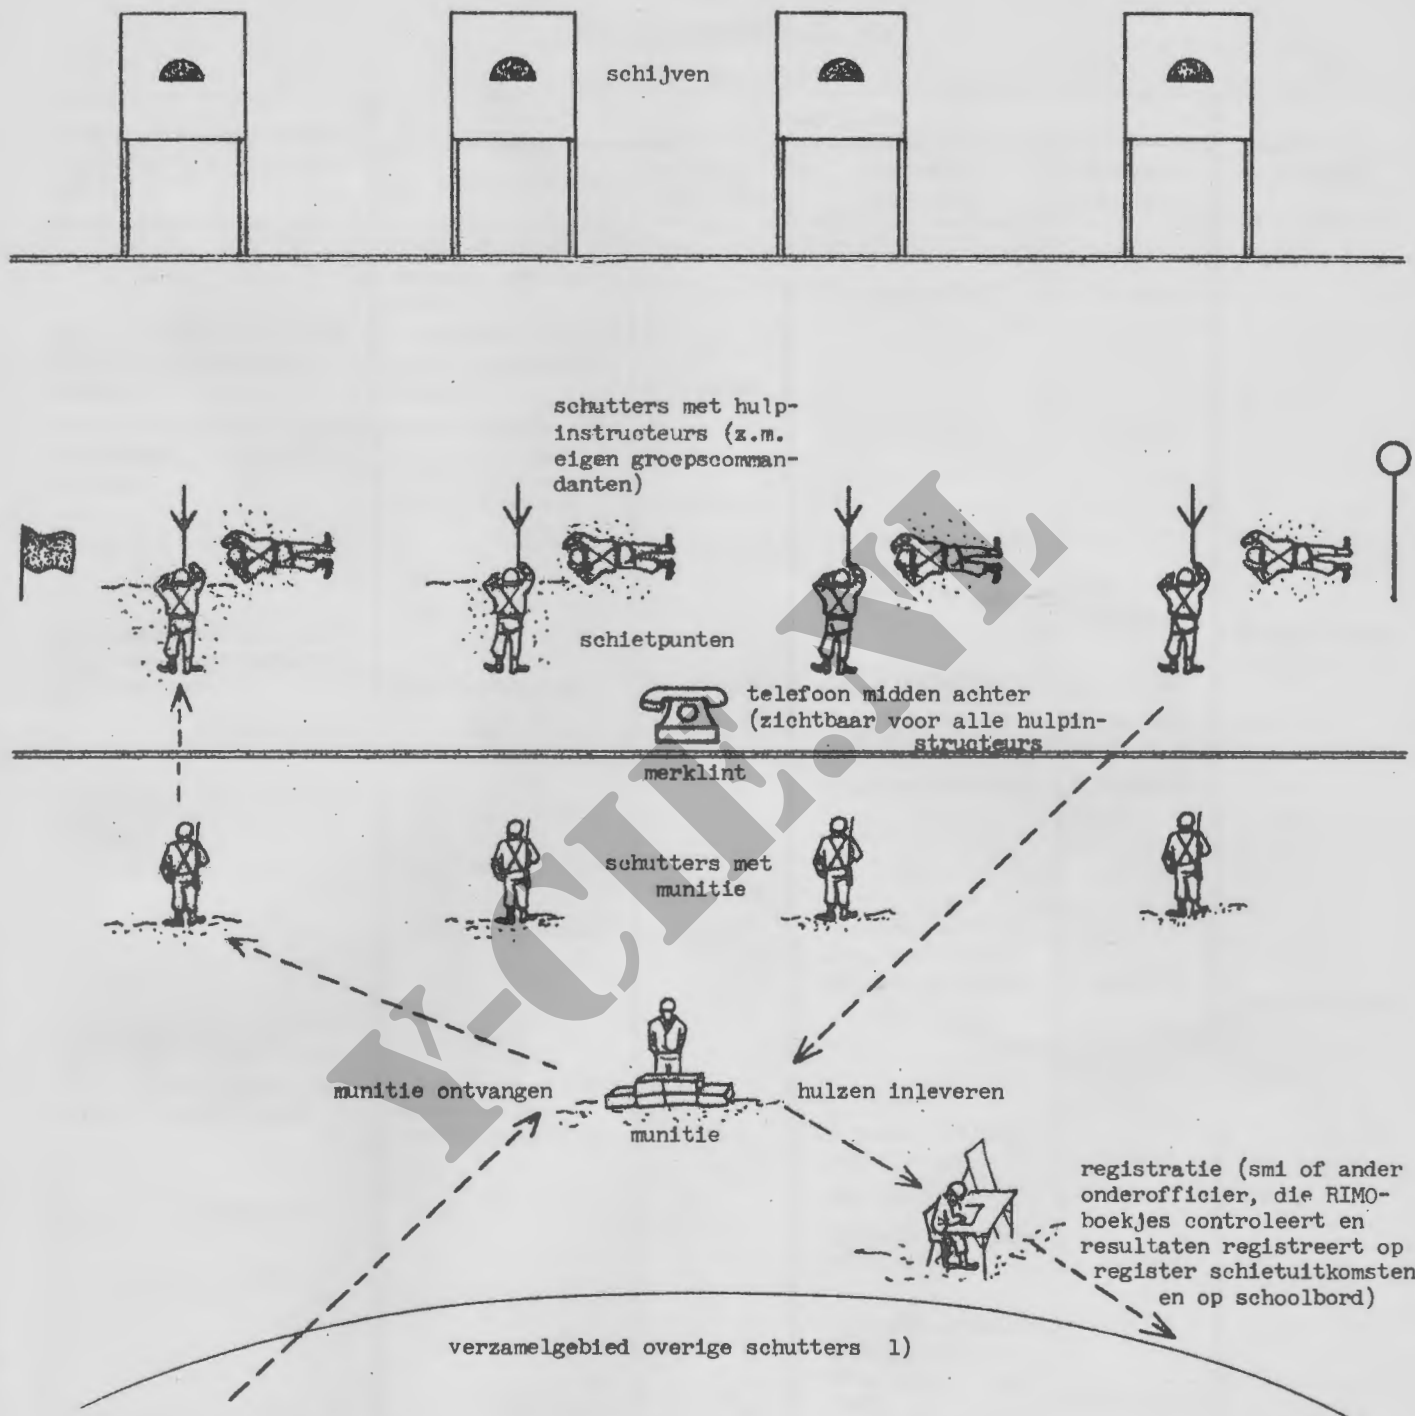 schijven
schutters met hulp-
instructeurs (z.m.
eigen groepscomman-
danten)
schietpunten
telefoon midden achter
(zichtbaar voor alle hulpin-
structeurs
merklint
schutters met
munitie
munitie ontvangen
hulzen inleveren
munitie
registratie (smi of ander
onderofficier, die RIMO-
boekjes controleert en
resultaten registreert op
register schietuitkomsten
en op schoolbord)
verzamelgebied overige schutters 1)
Y-CIE.NL